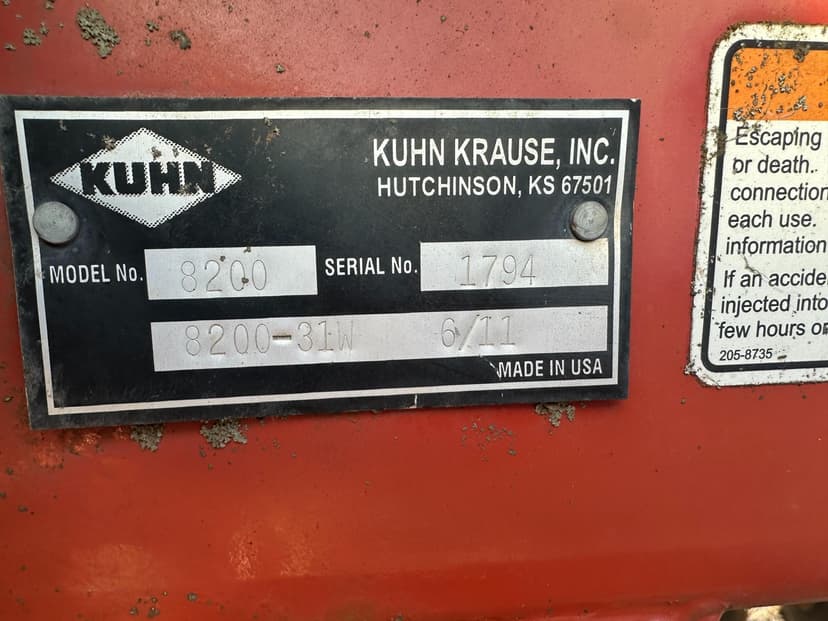 KUHN
KUHN KRAUSE, INC.
HUTCHINSON, KS 67501
MODEL No. 8200
SERIAL No. 1794
8200-31W 6/11
MADE IN USA
Escaping
or death.
connection
each use.
information
If an accide
injected into
few hours or
205-8735